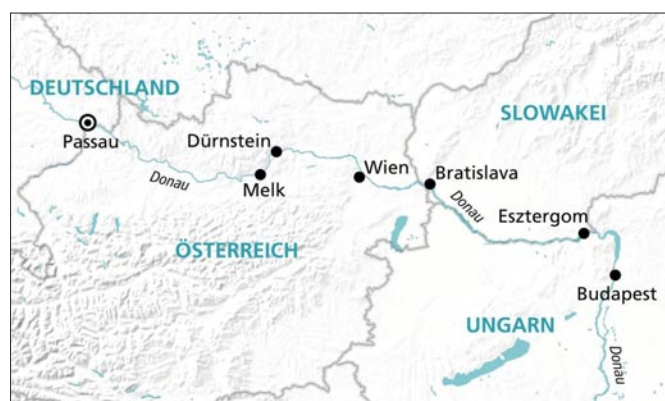 DEUTSCHLAND
SLOWAKEI
Passau
Dürnstein
Wien
Bratislava
Donau
Melk
Donau
Esztergom
ÖSTERREICH
Budapest
UNGARN
Donau